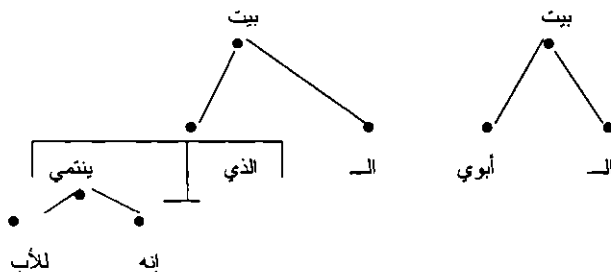 بيت بيت
الـ أبوي الـ الذي ينتمي
إنه للأب